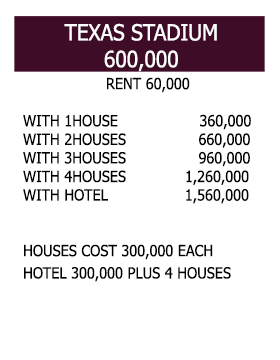 TEXAS STADIUM
600,000
RENT 60,000
WITH 1HOUSE 360,000
WITH 2HOUSES 660,000
WITH 3HOUSES 960,000
WITH 4HOUSES 1,260,000
WITH HOTEL 1,560,000
HOUSES COST 300,000 EACH
HOTEL 300,000 PLUS 4 HOUSES